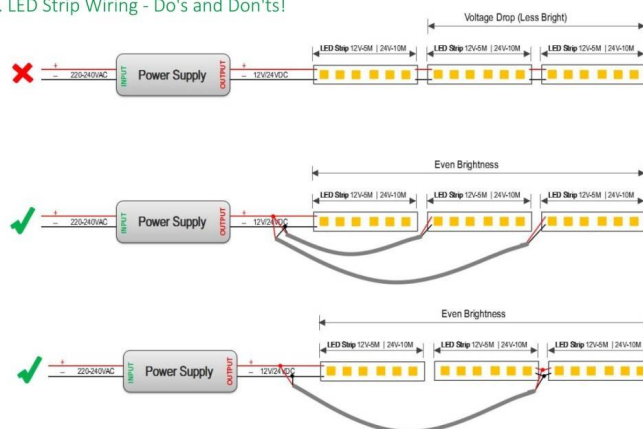 . LED Strip Wiring - Do's and Don'ts!
Voltage Drop (Less Bright)
LED Strip 12V-5M | 24V-10M
LED Strip 12V-5M | 24V-10M
LED Strip 12V-5M | 24V-10M
+
–
220-240VAC
INPUT
Power Supply
OUTPUT
+
–
12V/24VDC
Even Brightness
LED Strip 12V-5M | 24V-10M
LED Strip 12V-5M | 24V-10M
LED Strip 12V-5M | 24V-10M
+
–
220-240VAC
INPUT
Power Supply
OUTPUT
+
–
12V/24VDC
Even Brightness
LED Strip 12V-5M | 24V-10M
LED Strip 12V-5M | 24V-10M
LED Strip 12V-5M | 24V-10M
+
–
220-240VAC
INPUT
Power Supply
OUTPUT
+
–
12V/24VDC